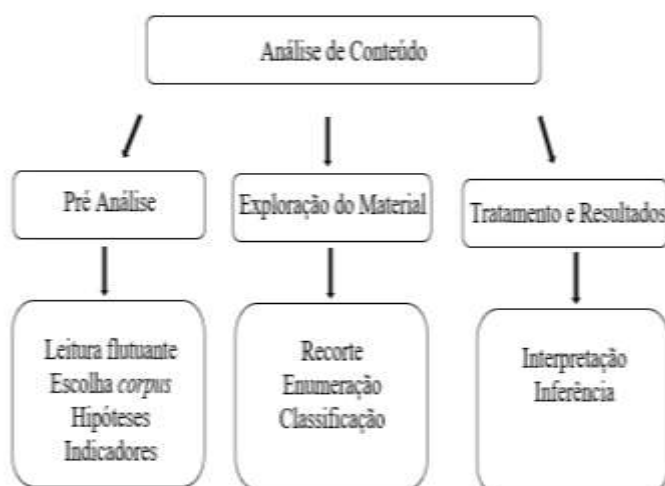 Análise de Conteúdo
Pré Análise
Exploração do Material
Tratamento e Resultados
Leitura flutuante
Escolha corpus
Hipóteses
Indicadores
Recorte
Enumeração
Classificação
Interpretação
Inferência